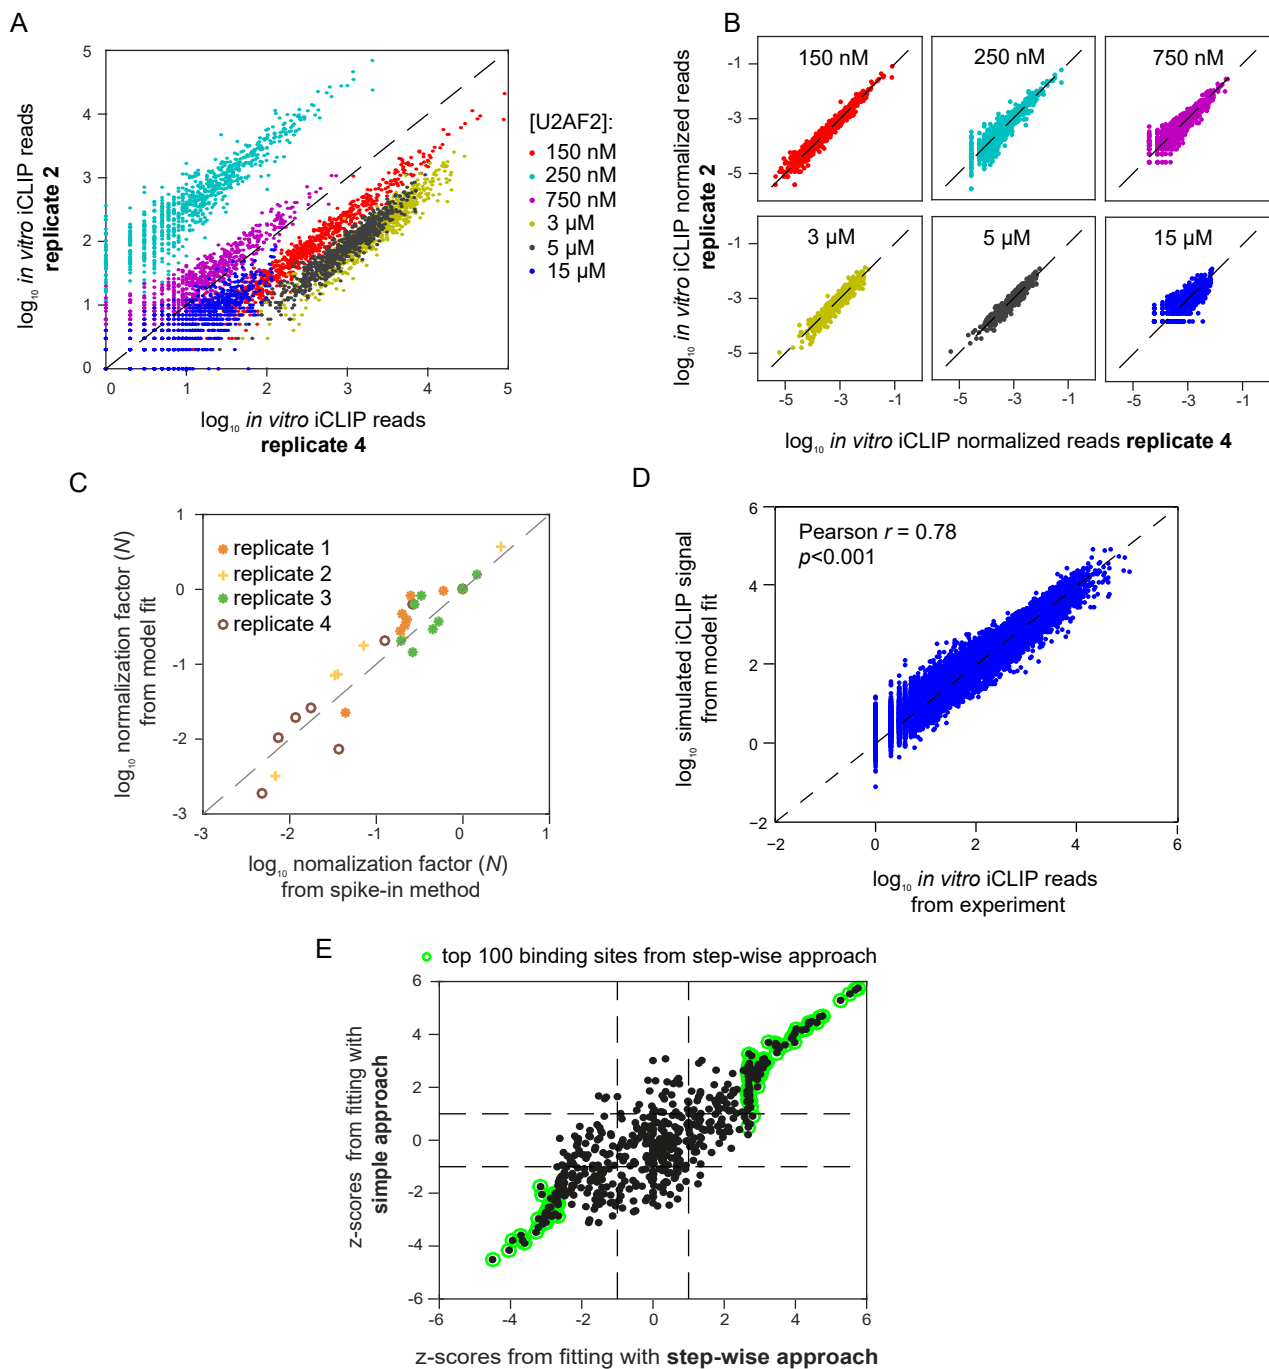 A
5
4
3
2
1
0
0
1
2
3
4
5
log₁₀ in vitro iCLIP reads
replicate 2
log₁₀ in vitro iCLIP reads
replicate 4
[U2AF2]:
150 nM
250 nM
750 nM
3 µM
5 µM
15 µM
B
150 nM
250 nM
750 nM
3 µM
5 µM
15 µM
-1
-3
-5
-1
-3
-5
-5
-3
-1
-5
-3
-1
-5
-3
-1
log₁₀ in vitro iCLIP normalized reads
replicate 2
log₁₀ in vitro iCLIP normalized reads replicate 4
C
1
0
-1
-2
-3
-3
-2
-1
0
1
replicate 1
replicate 2
replicate 3
replicate 4
log₁₀ normalization factor (N)
from model fit
log₁₀ nomalization factor (N)
from spike-in method
D
6
4
2
0
−2
−2
0
2
4
6
Pearson r = 0.78
p<0.001
log₁₀ simulated iCLIP signal
from model fit
log₁₀ in vitro iCLIP reads
from experiment
E
top 100 binding sites from step-wise approach
6
4
2
0
-2
-4
-6
-6
-4
-2
0
2
4
6
z-scores from fitting with
simple approach
z-scores from fitting with step-wise approach